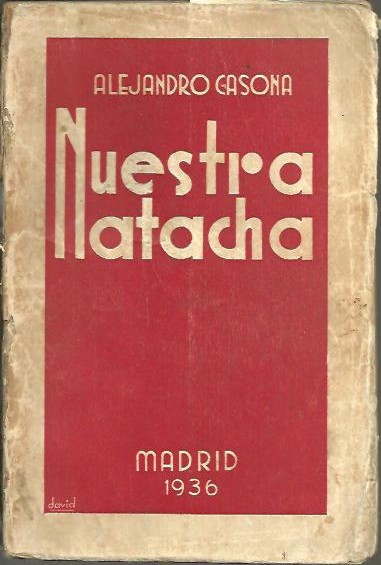 ALEJANDRO CASONA
Nuestra
Natacha
MADRID
1936
david